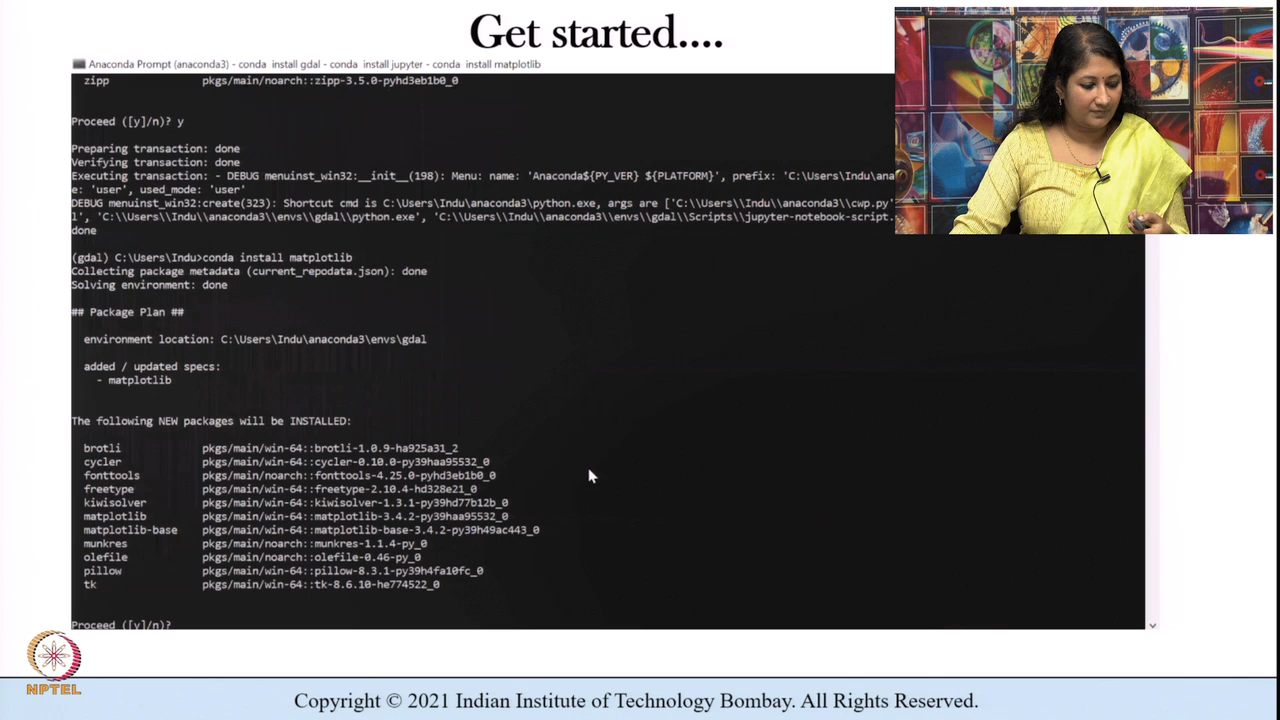 Get started....
Anaconda Prompt (anaconda3) - conda install gdal - conda install jupyter - conda install matplotlib
zipp pkgs/main/noarch::zipp-3.5.0-pyhd3eb1b0_0
Proceed ([y]/n)? y
Preparing transaction: done
Verifying transaction: done
Executing transaction: - DEBUG menuinst_win32:__init__(198): Menu: name: 'Anaconda${PY_VER} ${PLATFORM}', prefix: 'C:\Users\Indu\ana
e: 'user', used_mode: 'user'
DEBUG menuinst_win32:create(323): Shortcut cmd is C:\Users\Indu\anaconda3\python.exe, args are ['C:\\Users\\Indu\\anaconda3\\cwp.py'
l', 'C:\\Users\\Indu\\anaconda3\\envs\\gdal\\python.exe', 'C:\\Users\\Indu\\anaconda3\\envs\\gdal\\Scripts\\jupyter-notebook-script.
done
(gdal) C:\Users\Indu>conda install matplotlib
Collecting package metadata (current_repodata.json): done
Solving environment: done
## Package Plan ##
environment location: C:\Users\Indu\anaconda3\envs\gdal
added / updated specs:
- matplotlib
The following NEW packages will be INSTALLED:
brotli pkgs/main/win-64::brotli-1.0.9-ha925a31_2
cycler pkgs/main/win-64::cycler-0.10.0-py39haa95532_0
fonttools pkgs/main/noarch::fonttools-4.25.0-pyhd3eb1b0_0
freetype pkgs/main/win-64::freetype-2.10.4-hd328e21_0
kiwisolver pkgs/main/win-64::kiwisolver-1.3.1-py39hd77b12b_0
matplotlib pkgs/main/win-64::matplotlib-3.4.2-py39haa95532_0
matplotlib-base pkgs/main/win-64::matplotlib-base-3.4.2-py39h49ac443_0
munkres pkgs/main/noarch::munkres-1.1.4-py_0
olefile pkgs/main/noarch::olefile-0.46-py_0
pillow pkgs/main/win-64::pillow-8.3.1-py39h4fa10fc_0
tk pkgs/main/win-64::tk-8.6.10-he774522_0
Proceed ([y]/n)?
NPTEL
Copyright © 2021 Indian Institute of Technology Bombay. All Rights Reserved.